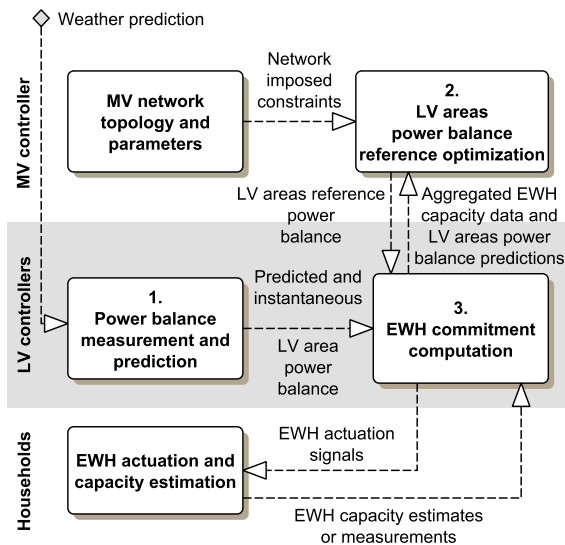 Weather prediction
MV controller
MV network
topology and
parameters
Network
imposed
constraints
2.
LV areas
power balance
reference optimization
LV areas reference
power
balance
Aggregated EWH
capacity data and
LV areas power
balance predictions
LV controllers
1.
Power balance
measurement and
prediction
Predicted and
instantaneous
LV area
power
balance
3.
EWH commitment
computation
Households
EWH actuation and
capacity estimation
EWH actuation
signals
EWH capacity estimates
or measurements